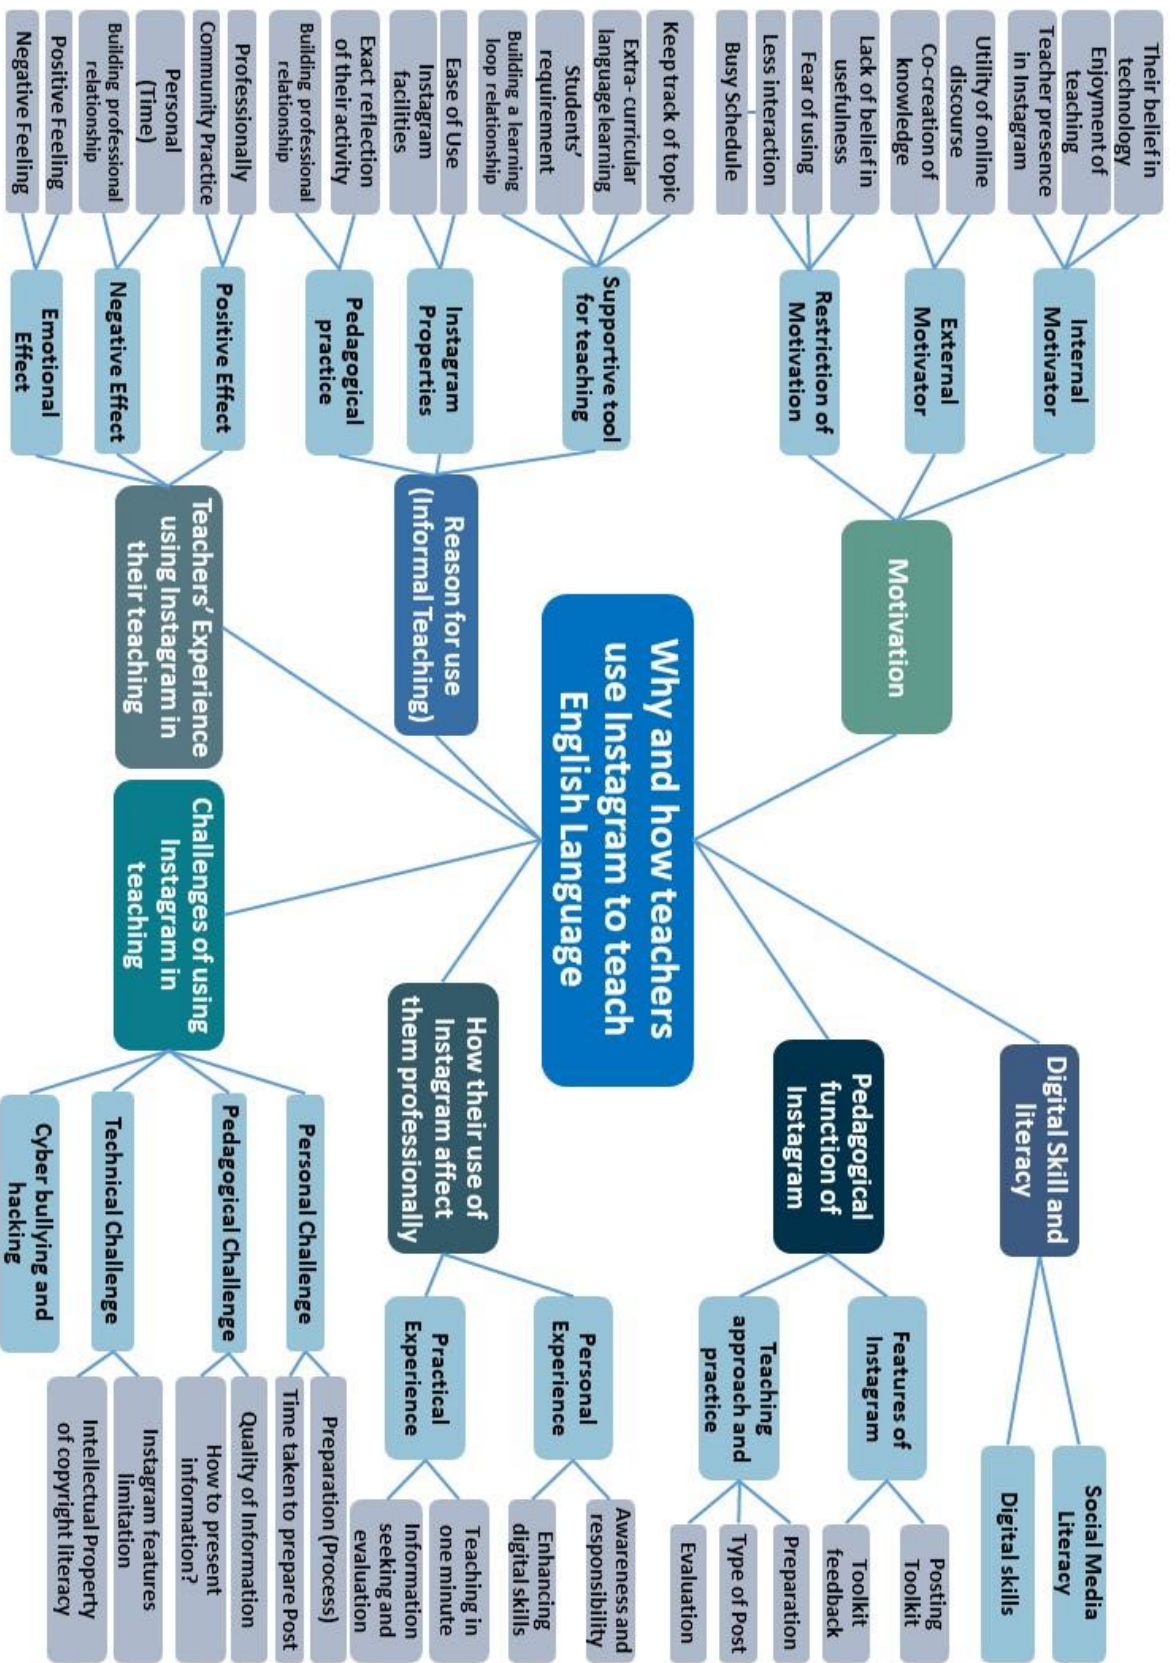 Why and how teachers
use Instagram to teach
English Language
Motivation
Internal
Motivator
Their belief in
technology
Enjoyment of
teaching
Teacher presence
in Instagram
External
Motivator
Utility of online
discourse
Co-creation of
knowledge
Restriction of
Motivation
Lack of belief in
usefulness
Fear of using
Less interaction
Busy Schedule
Reason for use
(Informal Teaching)
Supportive tool
for teaching
Keep track of topic
Extra- curricular
language learning
Students'
requirement
Building a learning
loop relationship
Instagram
Properties
Ease of Use
Instagram
facilities
Pedagogical
practice
Exact reflection
of their activity
Building professional
relationship
Teachers' Experience
using Instagram in
their teaching
Positive Effect
Professionally
Community Practice
Negative Effect
Personal
(Time)
Building professional
relationship
Emotional
Effect
Positive Feeling
Negative Feeling
Digital Skill and
literacy
Social Media
Literacy
Digital skills
Pedagogical
function of
Instagram
Features of
Instagram
Posting
Toolkit
Toolkit
feedback
Teaching
approach and
practice
Preparation
Type of Post
Evaluation
How their use of
Instagram affect
them professionally
Personal
Experience
Awareness and
responsibility
Enhancing
digital skills
Practical
Experience
Teaching in
one minute
Information
seeking and
evaluation
Challenges of using
Instagram in
teaching
Personal Challenge
Preparation (Process)
Time taken to prepare Post
Pedagogical Challenge
Quality of Information
How to present
information?
Technical Challenge
Instagram features
limitation
Intellectual Property
of copyright literacy
Cyber bullying and
hacking